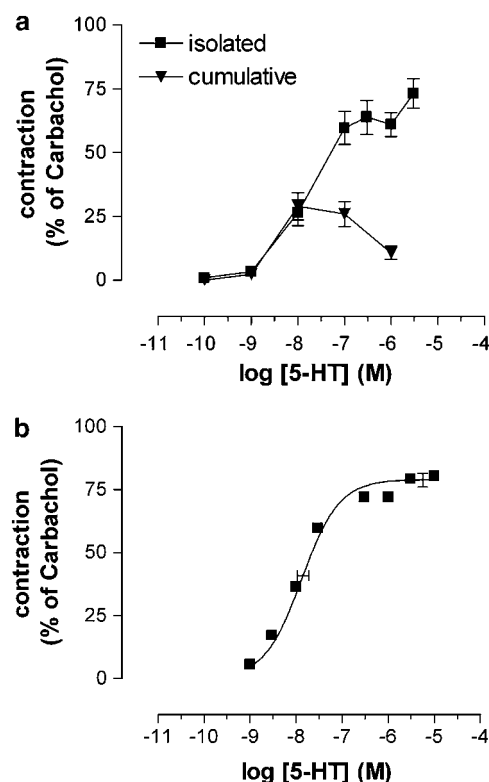 a
isolated
cumulative
contraction
(% of Carbachol)
100
75
50
25
0
-11 -10 -9 -8 -7 -6 -5 -4
log [5-HT] (M)
b
contraction
(% of Carbachol)
100
75
50
25
0
-11 -10 -9 -8 -7 -6 -5 -4
log [5-HT] (M)